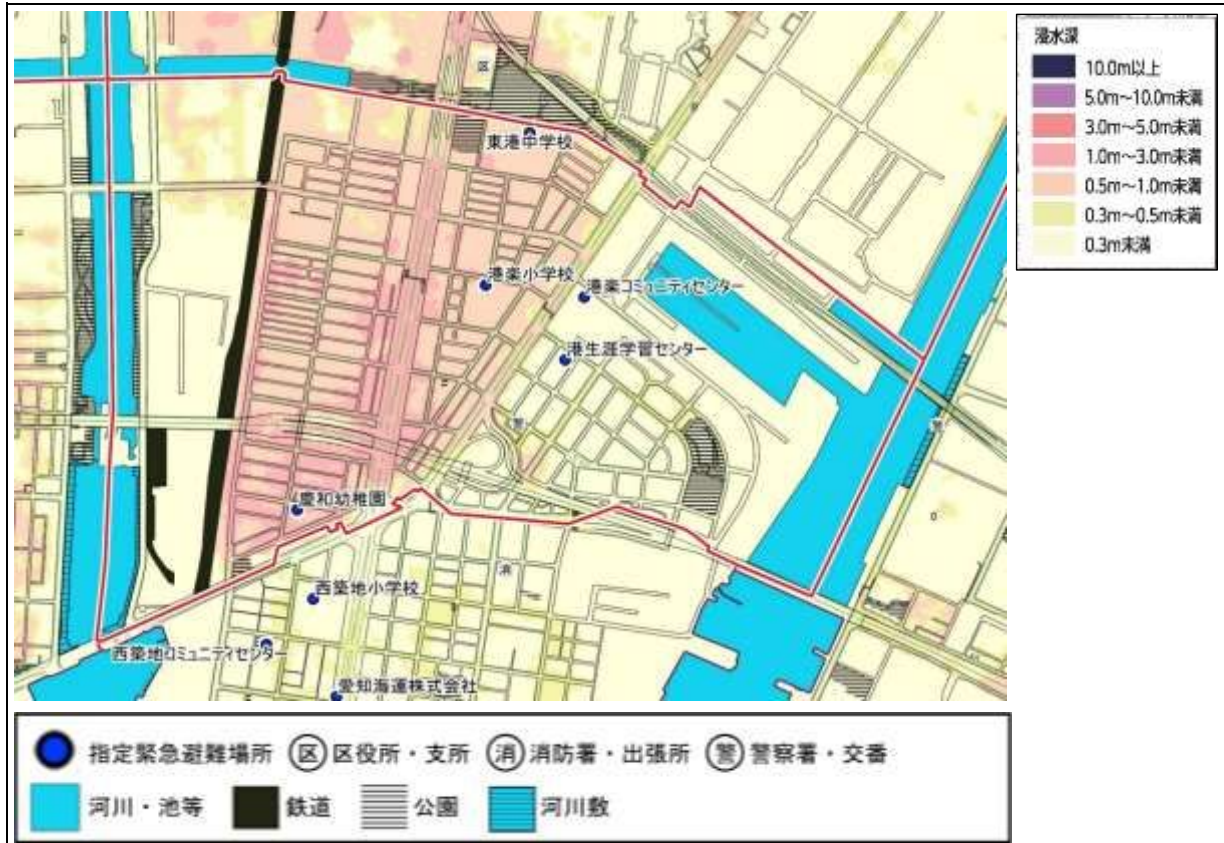 区
東港中学校
港楽小学校
港楽コミュニティセンター
港生涯学習センター
警
警
慶和幼稚園
消
西築地小学校
西築地コミュニティセンター
愛知海運株式会社
浸水深
10.0m以上
5.0m~10.0m未満
3.0m~5.0m未満
1.0m~3.0m未満
0.5m~1.0m未満
0.3m~0.5m未満
0.3m未満
指定緊急避難場所 区 区役所・支所 消 消防署・出張所 警 警察署・交番
河川・池等 鉄道 公園 河川敷